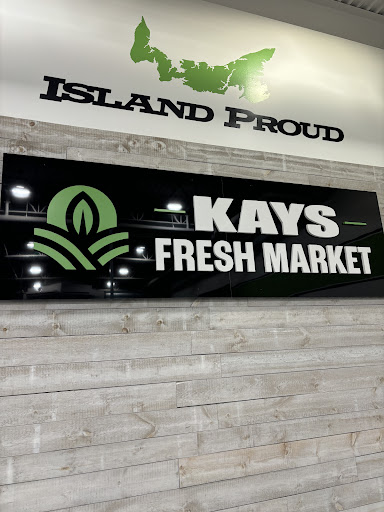 ISLAND PROUD
KAYS
FRESH MARKET